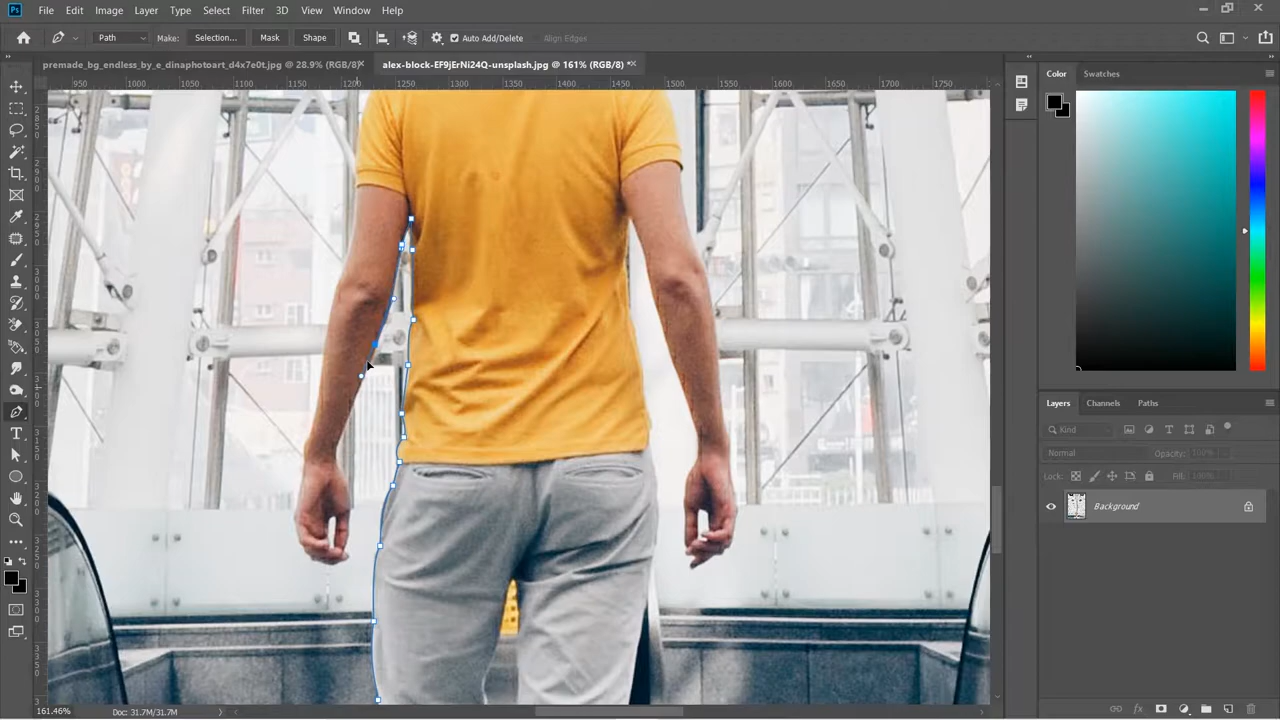 Ps File Edit Image Layer Type Select Filter 3D View Window Help
Path Make: Selection... Mask Shape Auto Add/Delete Align Edges
premade_bg_endless_by_e_dinaphotoart_d4x7e0t.jpg @ 28.9% (RGB/8) alex-block-EF9jErNi24Q-unsplash.jpg @ 161% (RGB/8) *
950 1000 1050 1100 1150 1200 1250 1300 1350 1400 1450 1500 1550 1600 1650 1700 1750
Color Swatches
Layers Channels Paths
Kind
Normal Opacity: 100%
Lock: Fill: 100%
Background
161.46% Doc: 31.7M/31.7M